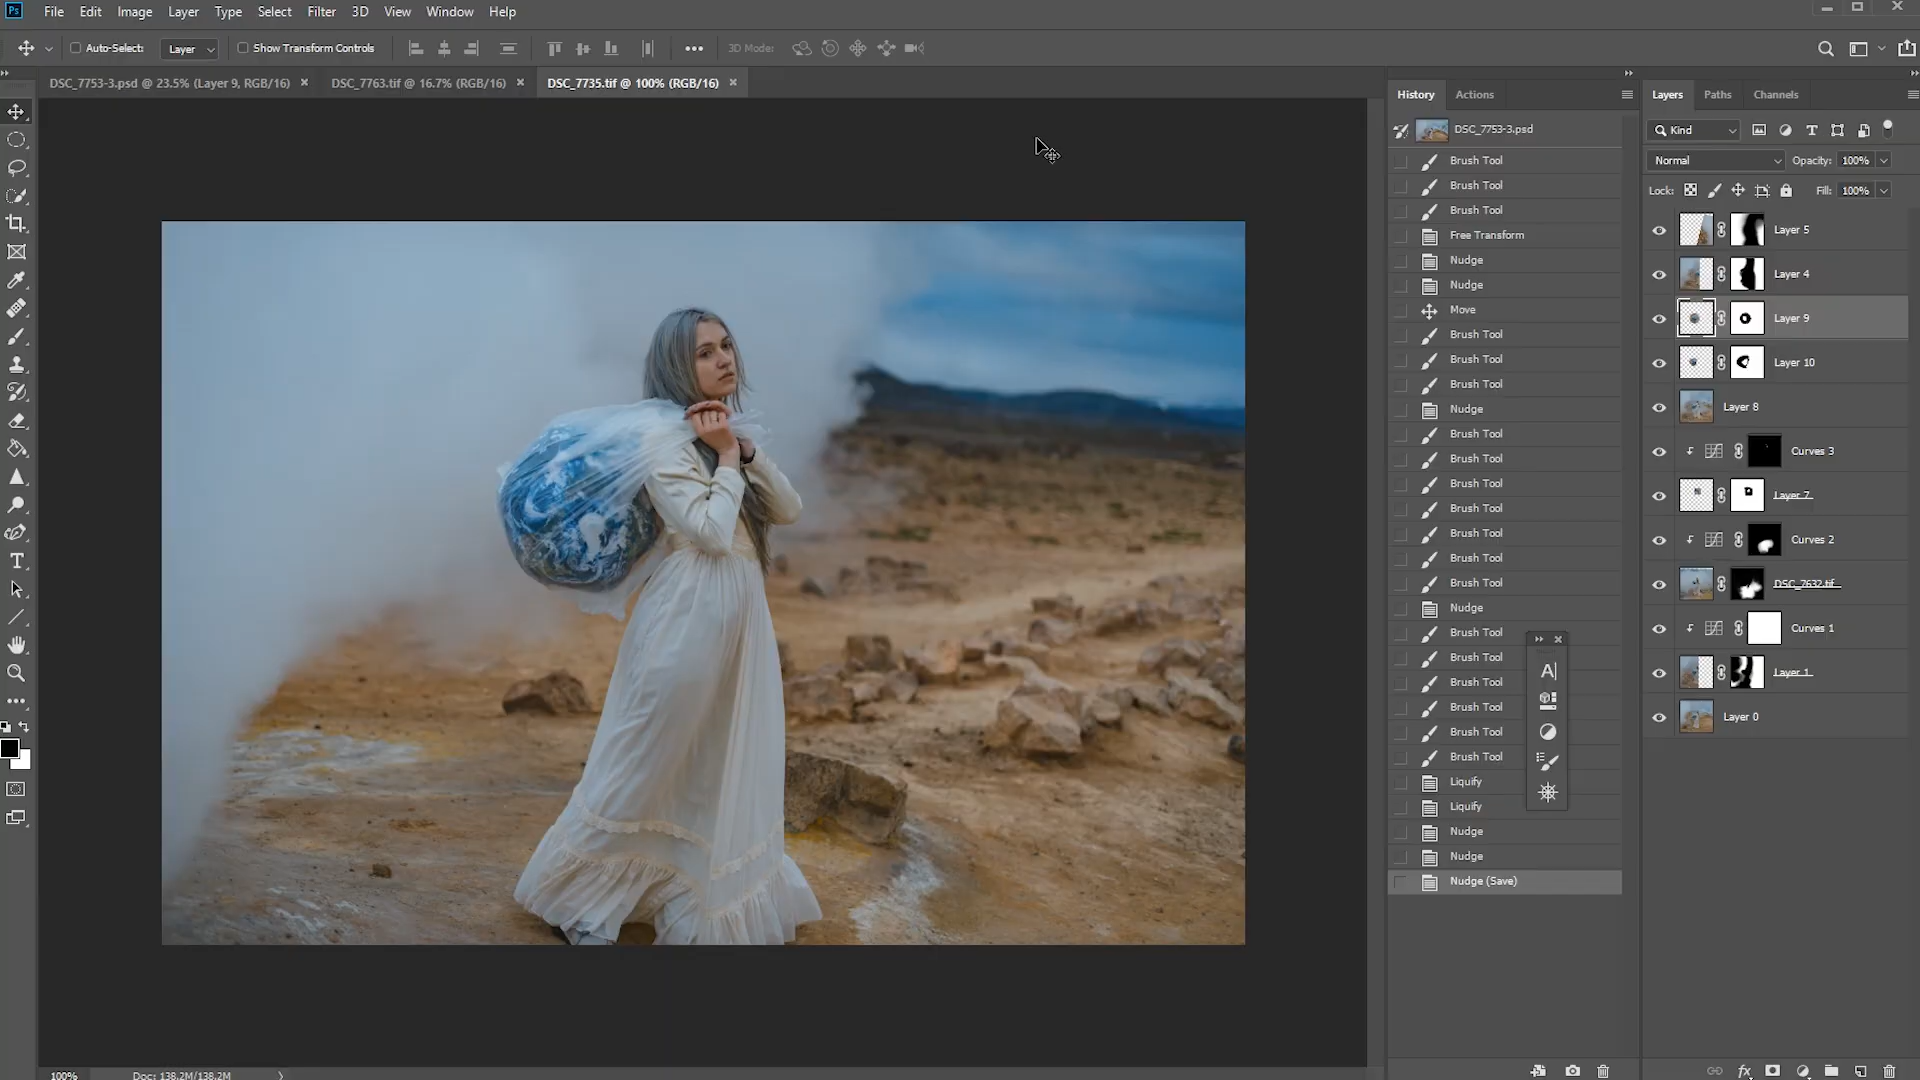 Ps File Edit Image Layer Type Select Filter 3D View Window Help
Auto-Select: Layer Show Transform Controls 3D Mode:
DSC_7753-3.psd @ 23.5% (Layer 9, RGB/16) DSC_7763.tif @ 16.7% (RGB/16) DSC_7735.tif @ 100% (RGB/16)
History Actions
DSC_7753-3.psd
Brush Tool
Brush Tool
Brush Tool
Free Transform
Nudge
Nudge
Move
Brush Tool
Brush Tool
Brush Tool
Nudge
Brush Tool
Brush Tool
Brush Tool
Brush Tool
Brush Tool
Brush Tool
Brush Tool
Nudge
Brush Tool
Brush Tool
Brush Tool
Brush Tool
Brush Tool
Brush Tool
Liquify
Liquify
Nudge
Nudge
Nudge (Save)
Layers Paths Channels
Kind
Normal Opacity: 100%
Lock: Fill: 100%
Layer 5
Layer 4
Layer 9
Layer 10
Layer 8
Curves 3
Layer 7
Curves 2
DSC_7632.tif
Curves 1
Layer 1
Layer 0
fx
100% Doc: 138.2M/138.2M